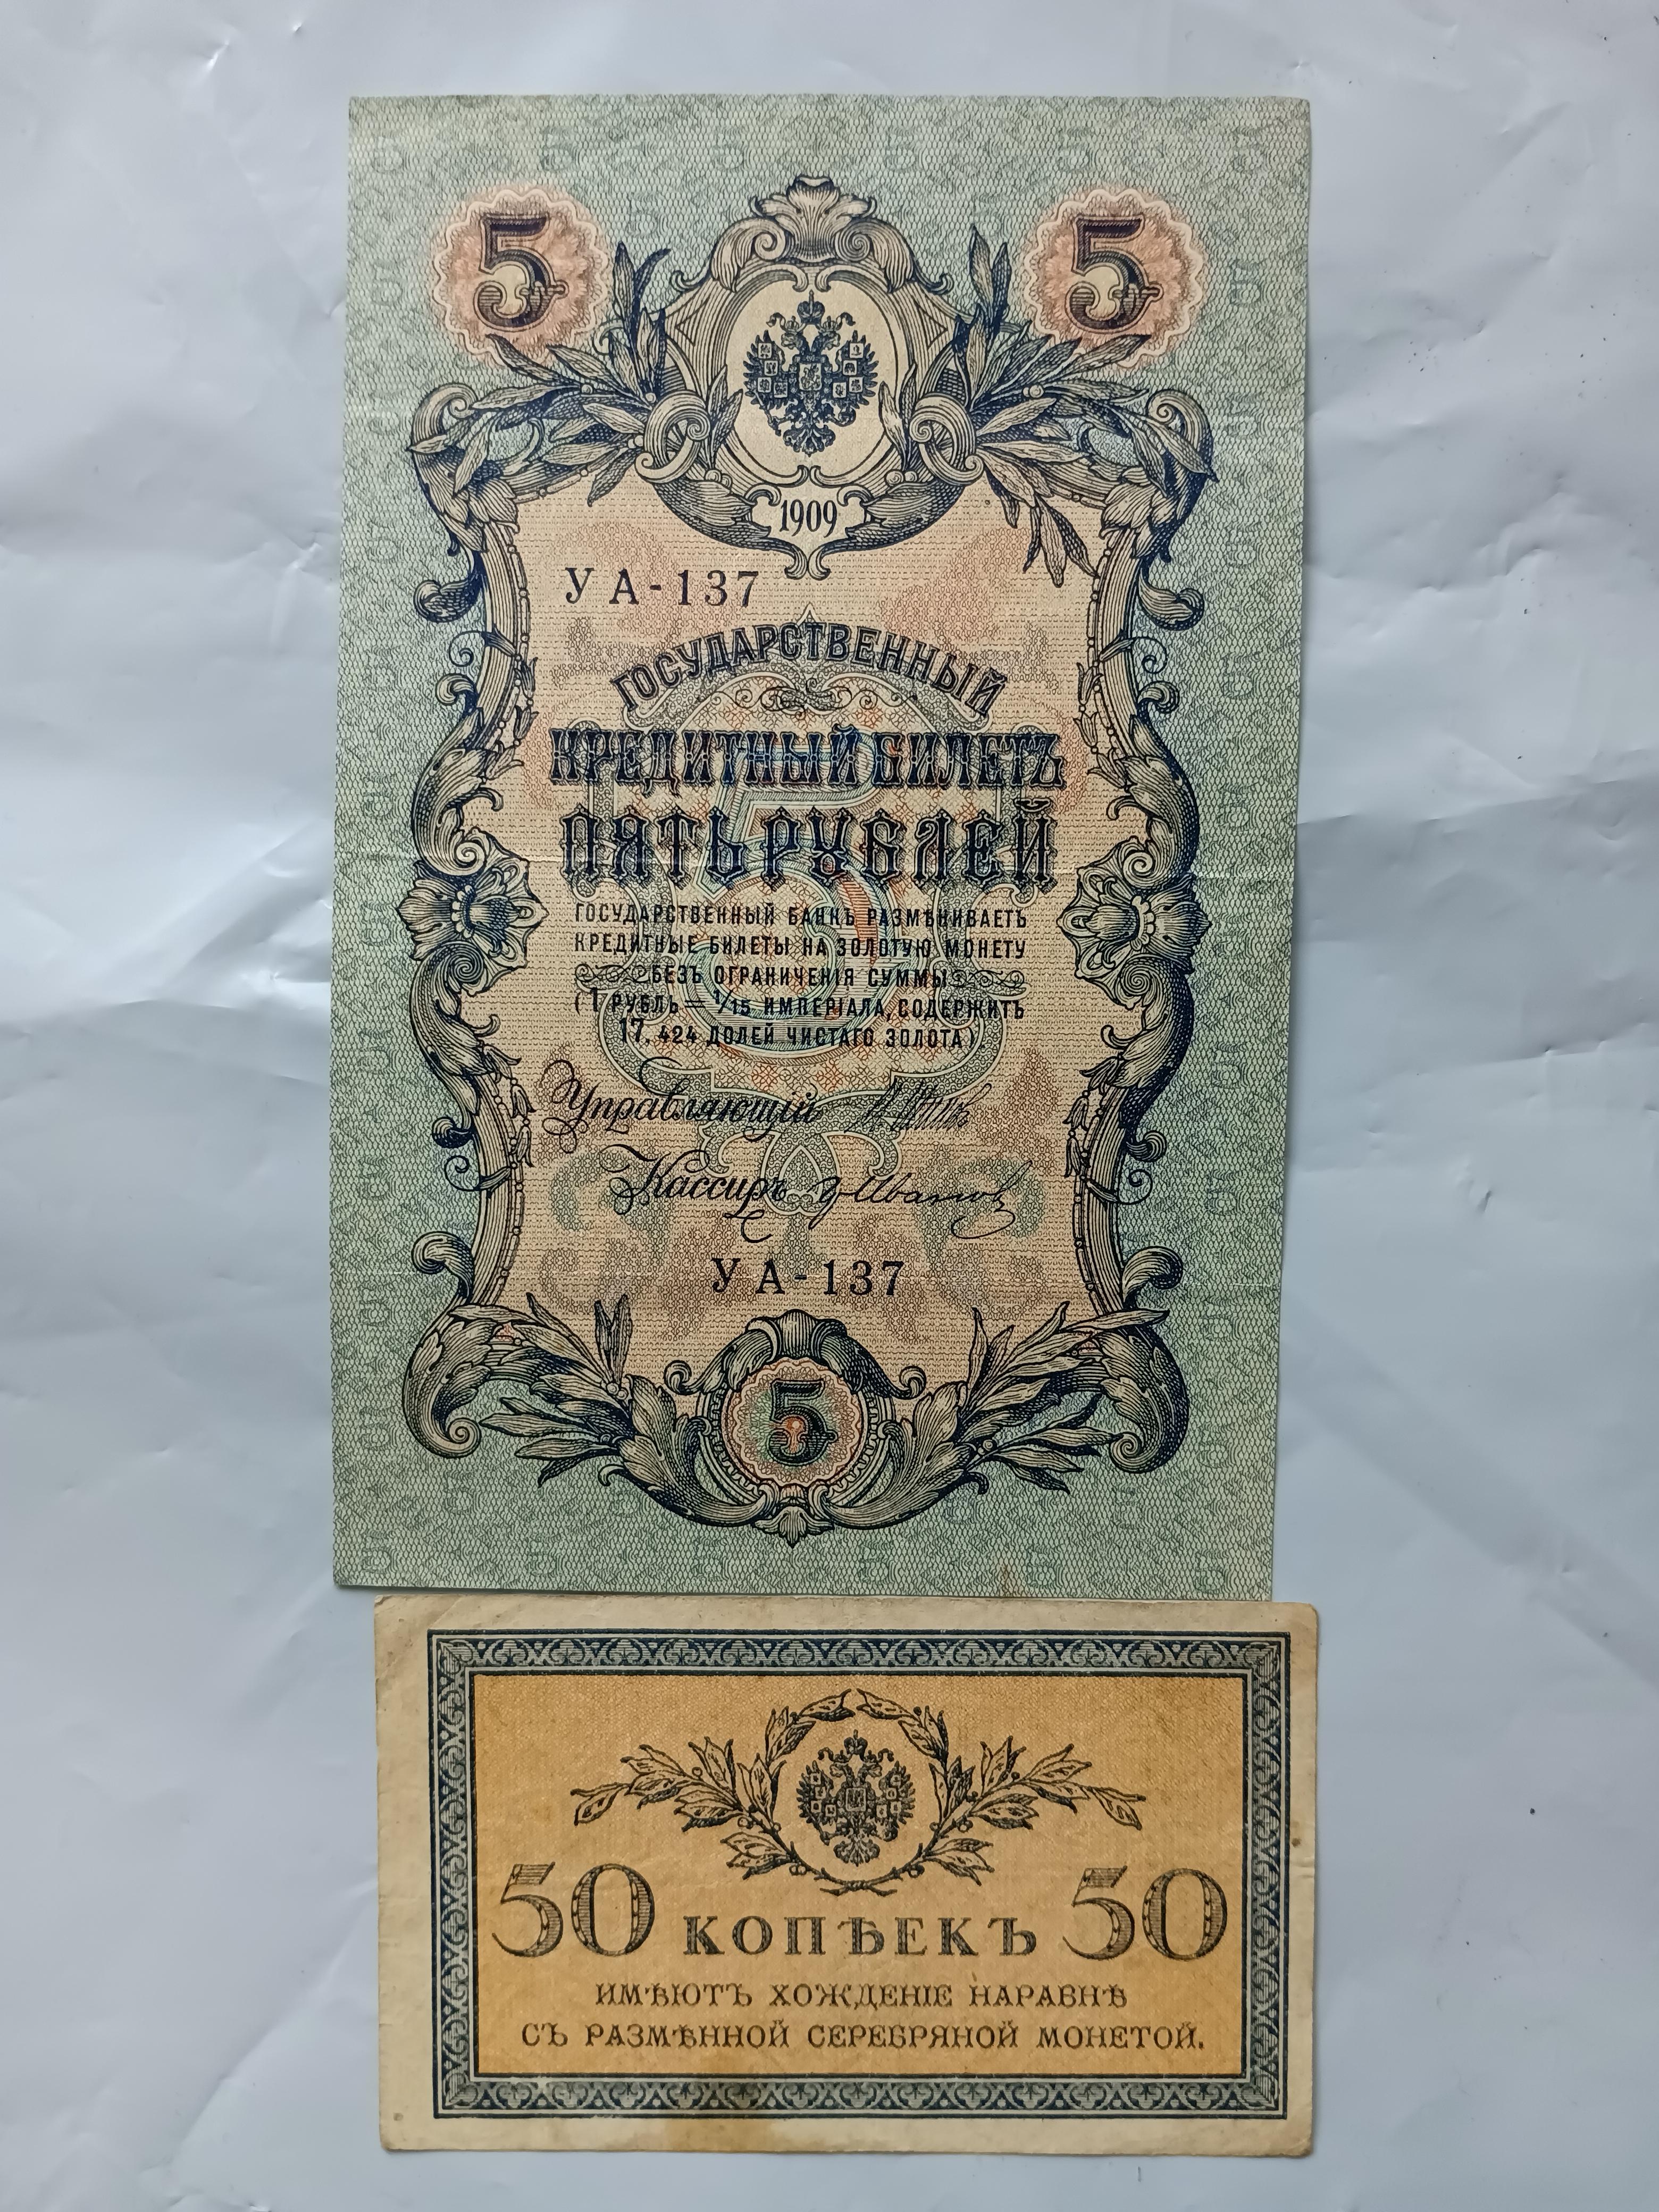 5 5
1909
УА-137
ГОСУДАРСТВЕННЫЙ
КРЕДИТНЫЙ БИЛЕТЪ
ПЯТЬ РУБЛЕЙ
ГОСУДАРСТВЕННЫЙ БАНКЪ РАЗМѢНИВАЕТЪ
КРЕДИТНЫЕ БИЛЕТЫ НА ЗОЛОТУЮ МОНЕТУ
БЕЗЪ ОГРАНИЧЕНІЯ СУММЫ
(1 РУБЛЬ = 1/15 ИМПЕРІАЛА, СОДЕРЖИТЪ
17,424 ДОЛЕЙ ЧИСТАГО ЗОЛОТА).
Управляющій
Кассиръ Гр Иванов
УА-137
5
50 КОПѢЕКЪ 50
ИМѢЮТЪ ХОЖДЕНІЕ НАРАВНѢ
СЪ РАЗМѢННОЙ СЕРЕБРЯНОЙ МОНЕТОЙ.